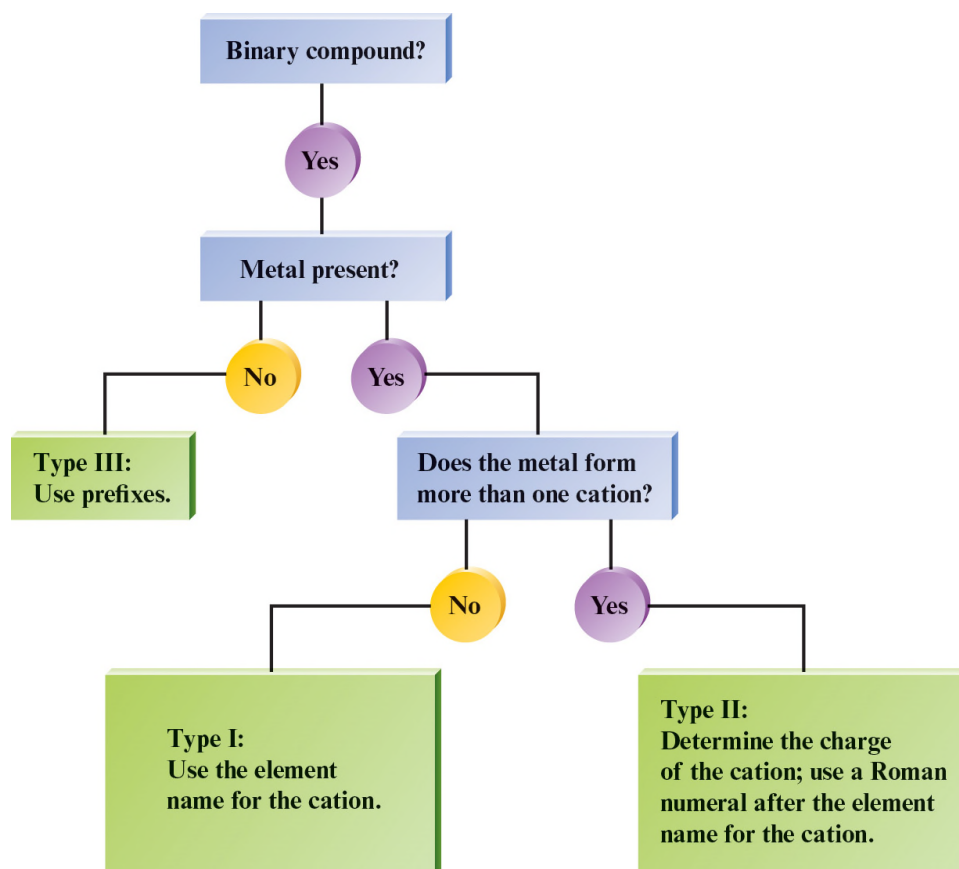 Binary compound?
Yes
Metal present?
No
Yes
Type III:
Use prefixes.
Does the metal form
more than one cation?
No
Yes
Type I:
Use the element
name for the cation.
Type II:
Determine the charge
of the cation; use a Roman
numeral after the element
name for the cation.